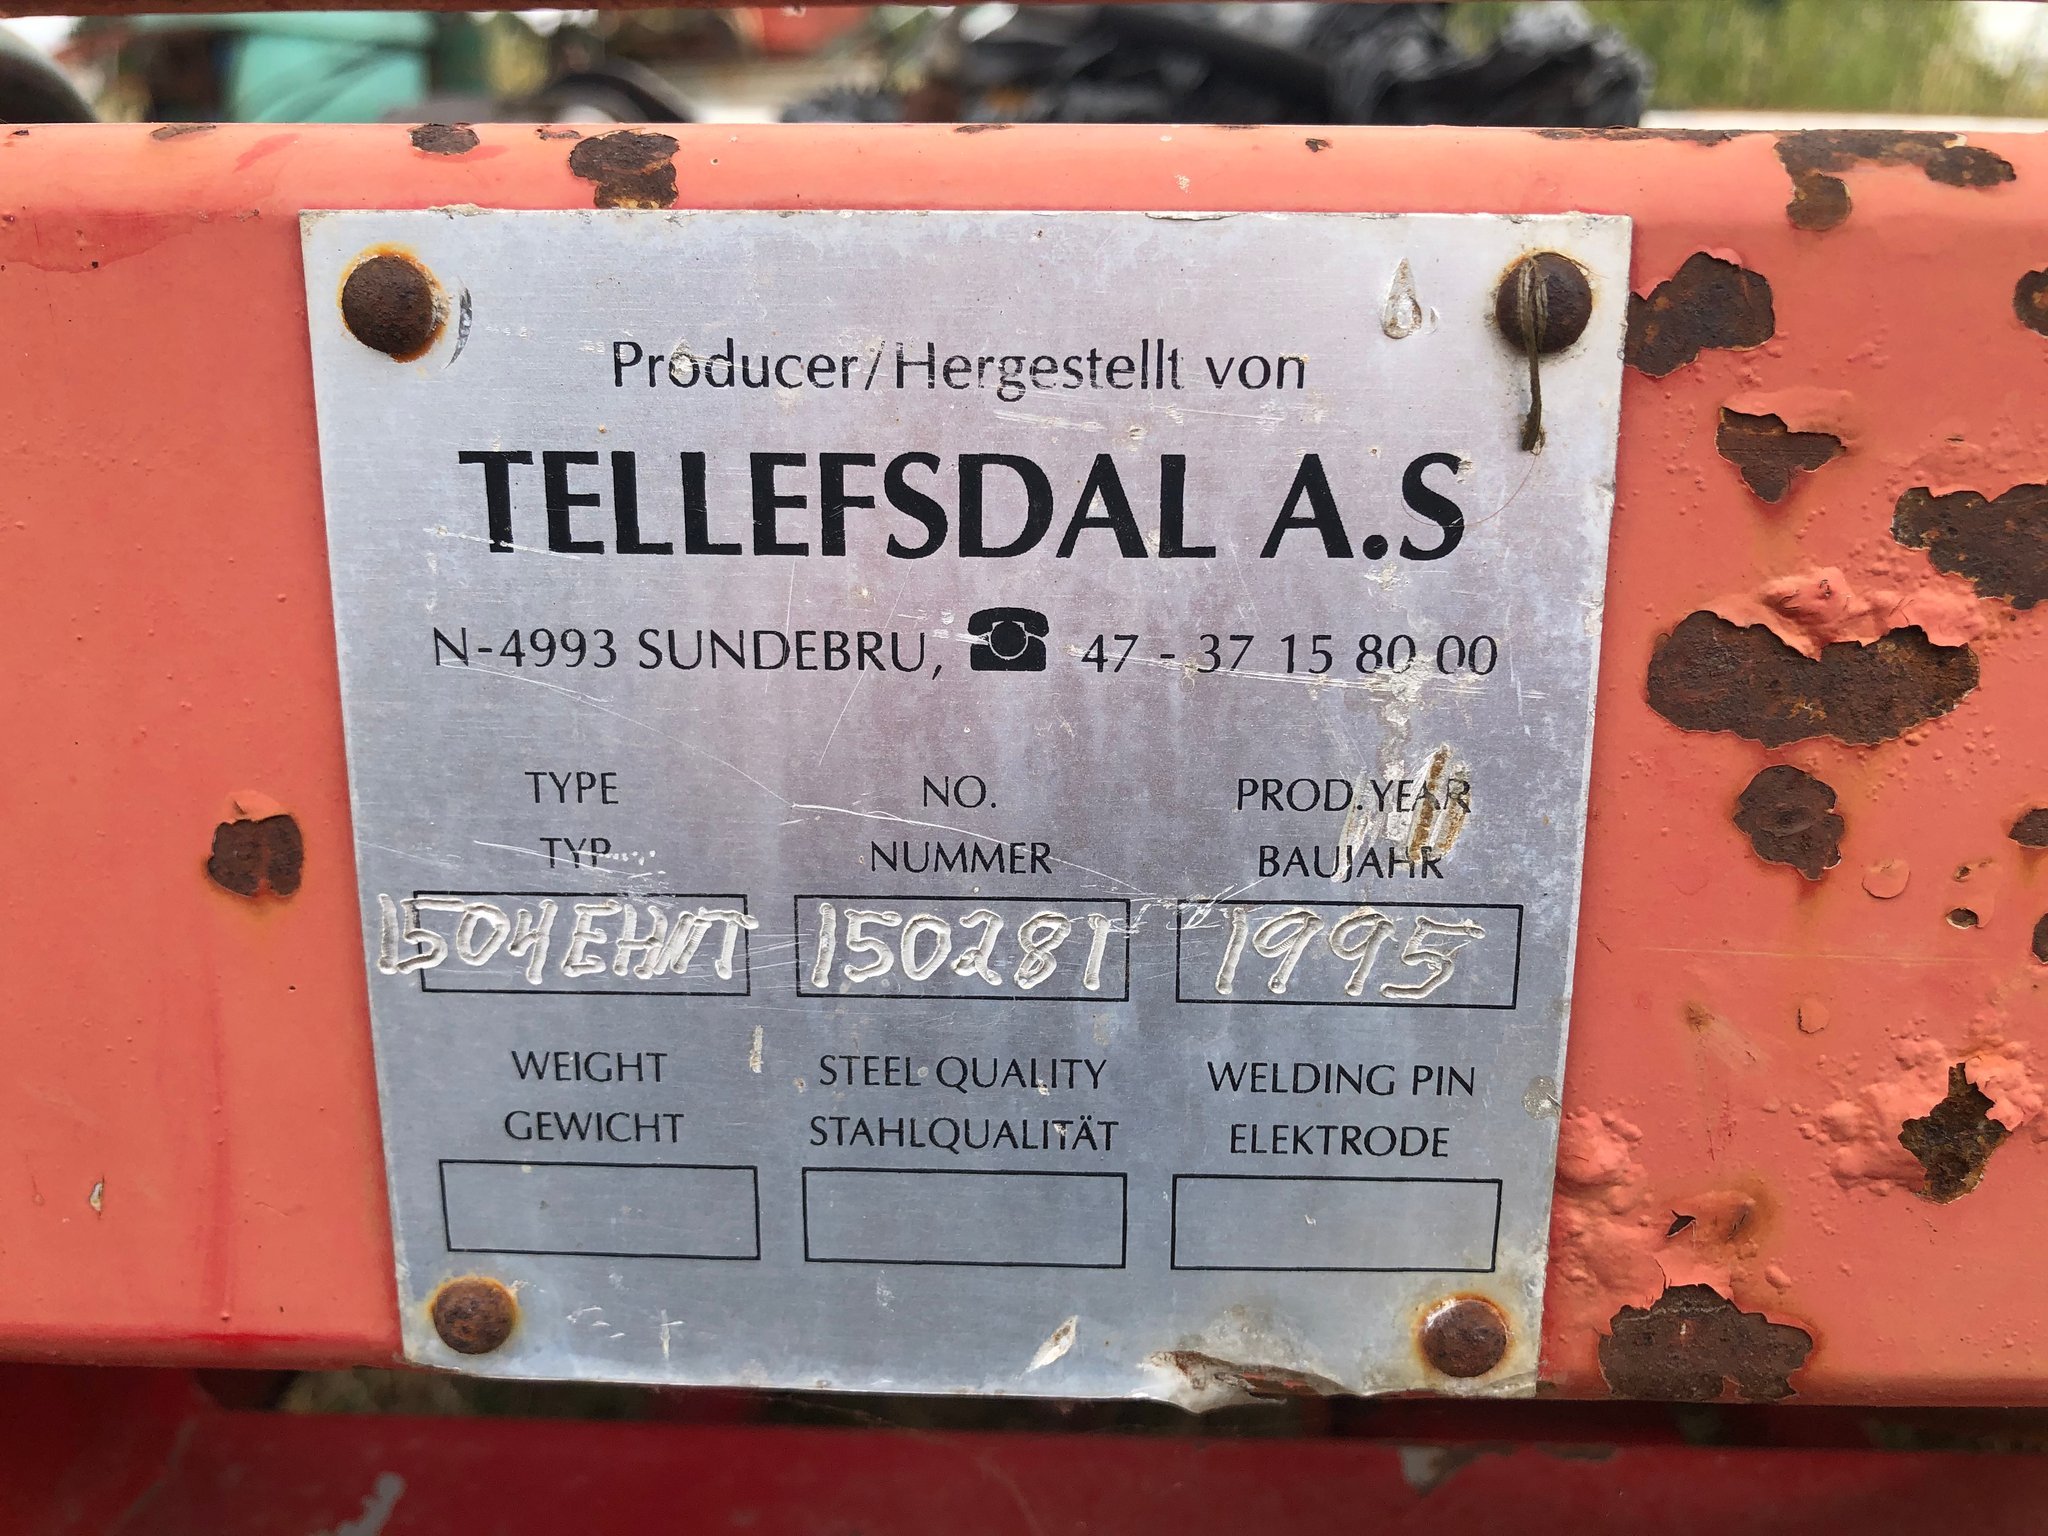 Producer/Hergestellt von
TELLEFSDAL A.S
N-4993 SUNDEBRU, 47 - 37 15 80 00
TYPE NO. PROD.YEAR
TYP NUMMER BAUJAHR
150281 1995
WEIGHT STEEL QUALITY WELDING PIN
GEWICHT STAHLQUALITÄT ELEKTRODE